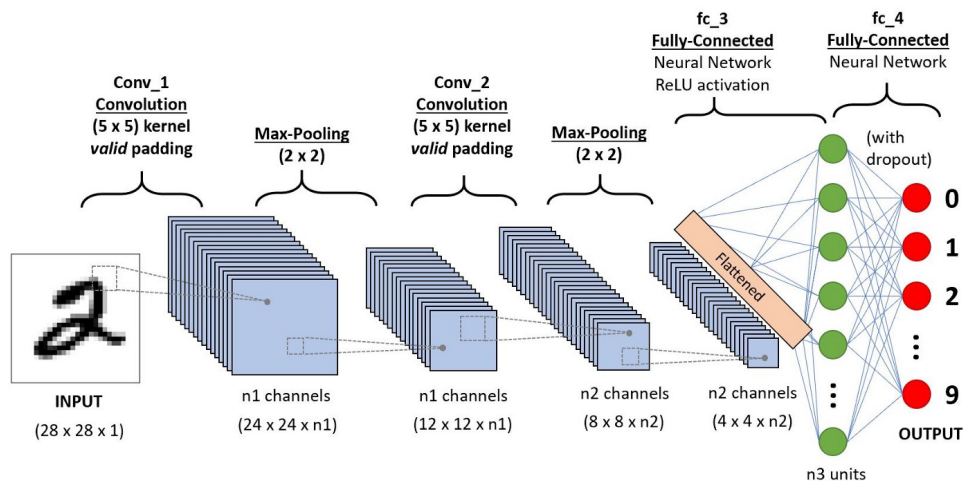 fc_3
Fully-Connected
Neural Network
ReLU activation
fc_4
Fully-Connected
Neural Network
Conv_1
Convolution
(5 x 5) kernel
valid padding
Max-Pooling
(2 x 2)
Conv_2
Convolution
(5 x 5) kernel
valid padding
Max-Pooling
(2 x 2)
(with
dropout)
Flattened
0
1
2
9
OUTPUT
INPUT
(28 x 28 x 1)
n1 channels
(24 x 24 x n1)
n1 channels
(12 x 12 x n1)
n2 channels
(8 x 8 x n2)
n2 channels
(4 x 4 x n2)
n3 units
2